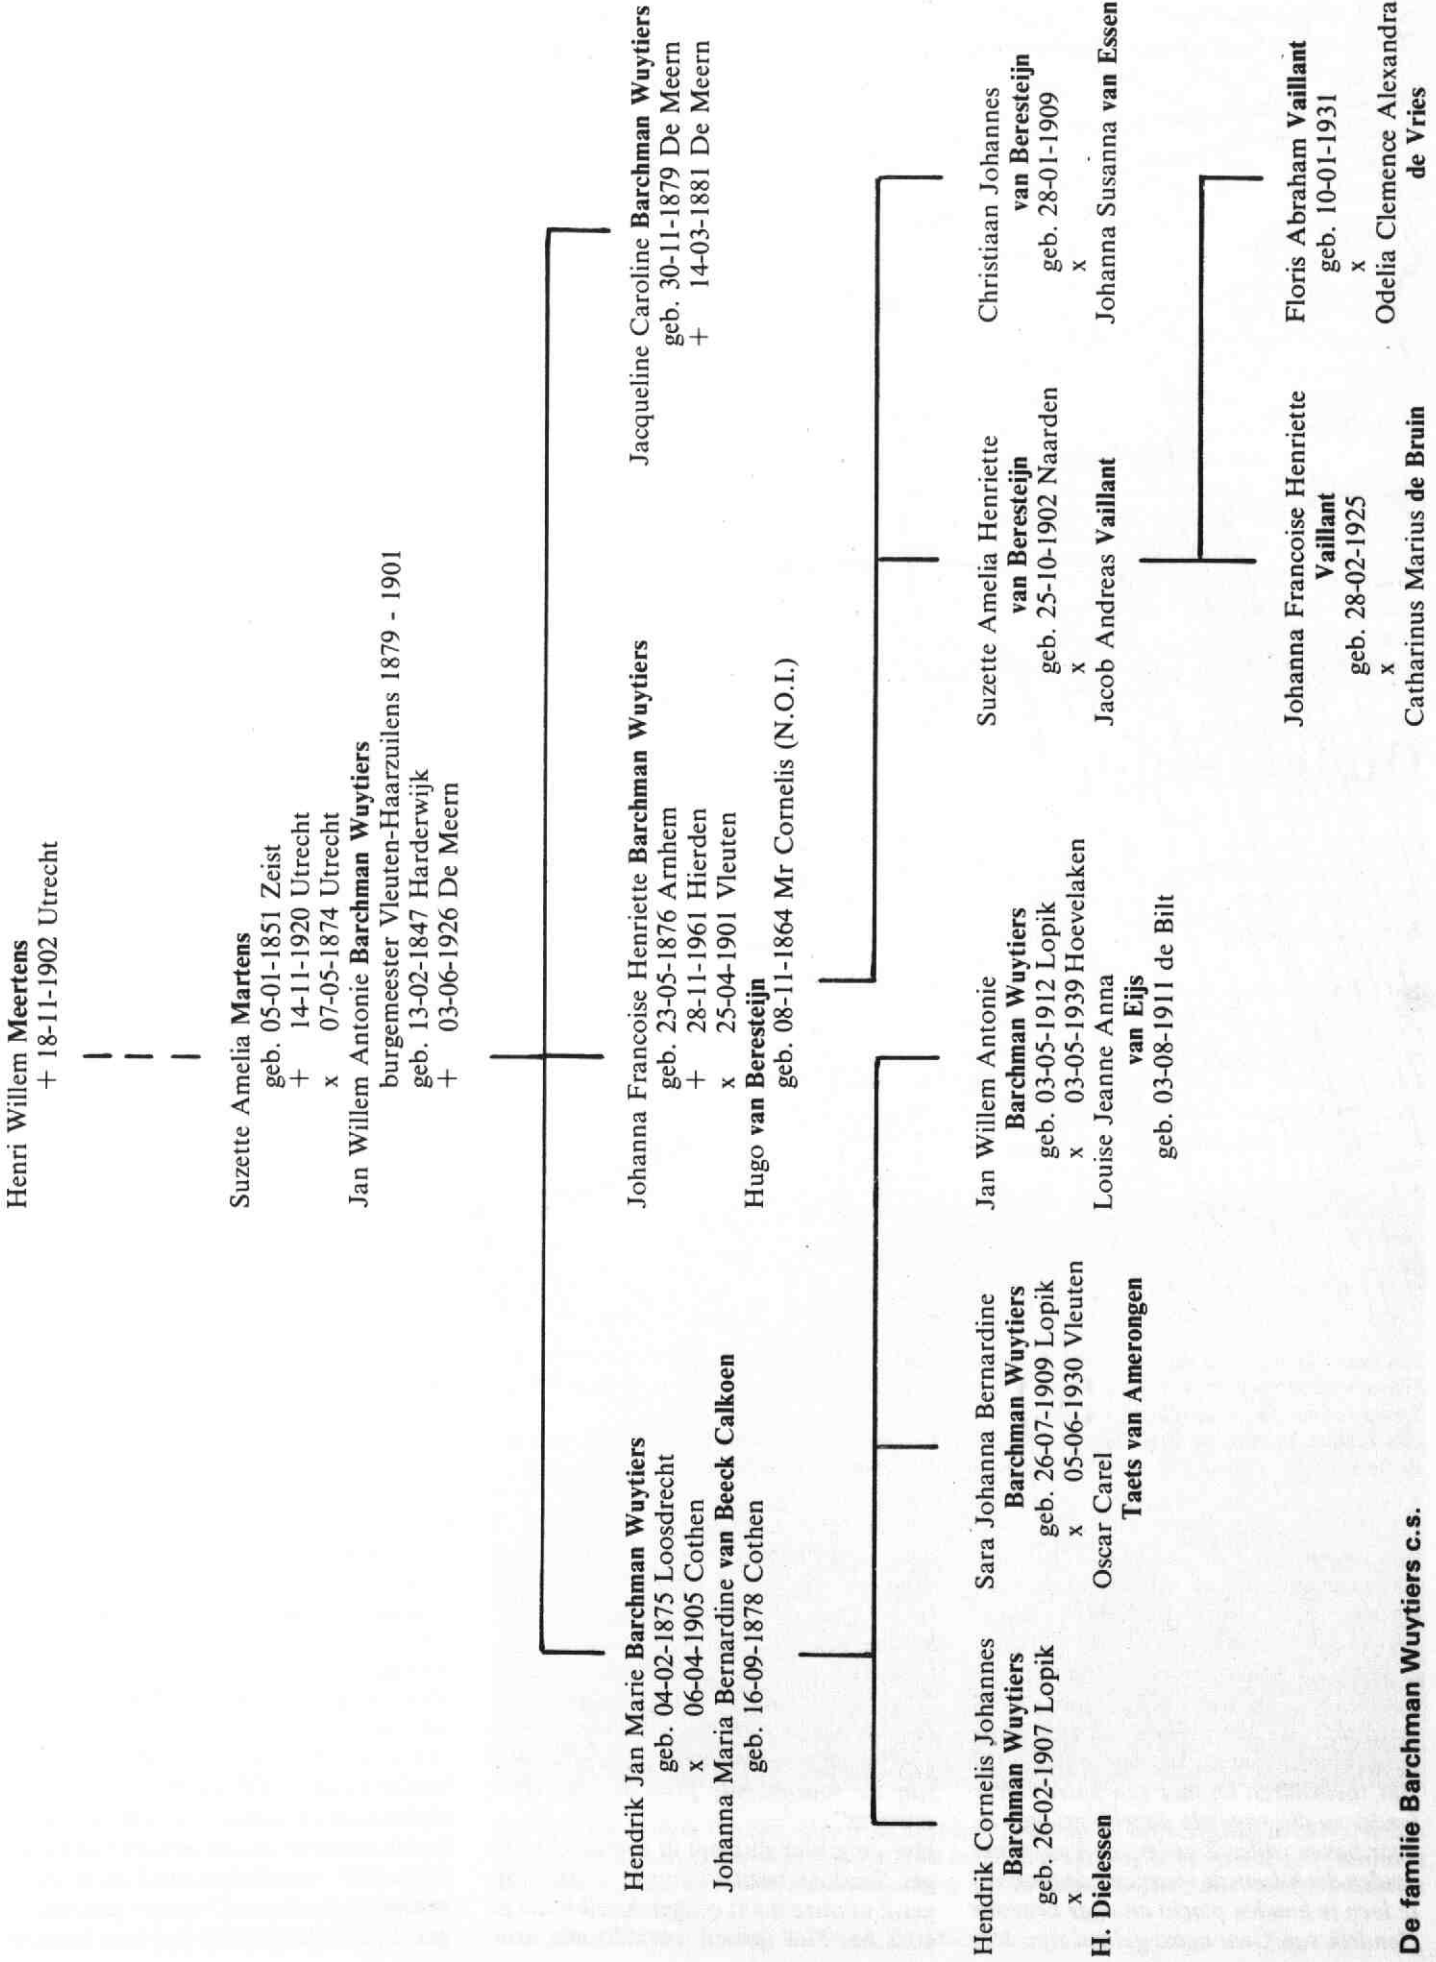 Henri Willem Meertens
+ 18-11-1902 Utrecht
Suzette Amelia Martens
geb. 05-01-1851 Zeist
+ 14-11-1920 Utrecht
x 07-05-1874 Utrecht
Jan Willem Antonie Barchman Wuytiers
burgemeester Vleuten-Haarzuilens 1879 - 1901
geb. 13-02-1847 Harderwijk
+ 03-06-1926 De Meern
Hendrik Jan Marie Barchman Wuytiers
geb. 04-02-1875 Loosdrecht
x 06-04-1905 Cothen
Johanna Maria Bernardine van Beeck Calkoen
geb. 16-09-1878 Cothen
Johanna Francoise Henriette Barchman Wuytiers
geb. 23-05-1876 Arnhem
+ 28-11-1961 Hierden
x 25-04-1901 Vleuten
Hugo van Beresteijn
geb. 08-11-1864 Mr Cornelis (N.O.I.)
Jacqueline Caroline Barchman Wuytiers
geb. 30-11-1879 De Meern
+ 14-03-1881 De Meern
Hendrik Cornelis Johannes
Barchman Wuytiers
geb. 26-02-1907 Lopik
x
H. Dielessen
Sara Johanna Bernardine
Barchman Wuytiers
geb. 26-07-1909 Lopik
x 05-06-1930 Vleuten
Oscar Carel
Taets van Amerongen
Jan Willem Antonie
Barchman Wuytiers
geb. 03-05-1912 Lopik
x 03-05-1939 Hoevelaken
Louise Jeanne Anna
van Eijs
geb. 03-08-1911 de Bilt
Suzette Amelia Henriette
van Beresteijn
geb. 25-10-1902 Naarden
x
Jacob Andreas Vaillant
Christiaan Johannes
van Beresteijn
geb. 28-01-1909
x
Johanna Susanna van Essen
Johanna Francoise Henriette
Vaillant
geb. 28-02-1925
x
Catharinus Marius de Bruin
Floris Abraham Vaillant
geb. 10-01-1931
x
Odelia Clemence Alexandra
de Vries
De familie Barchman Wuytiers c.s.